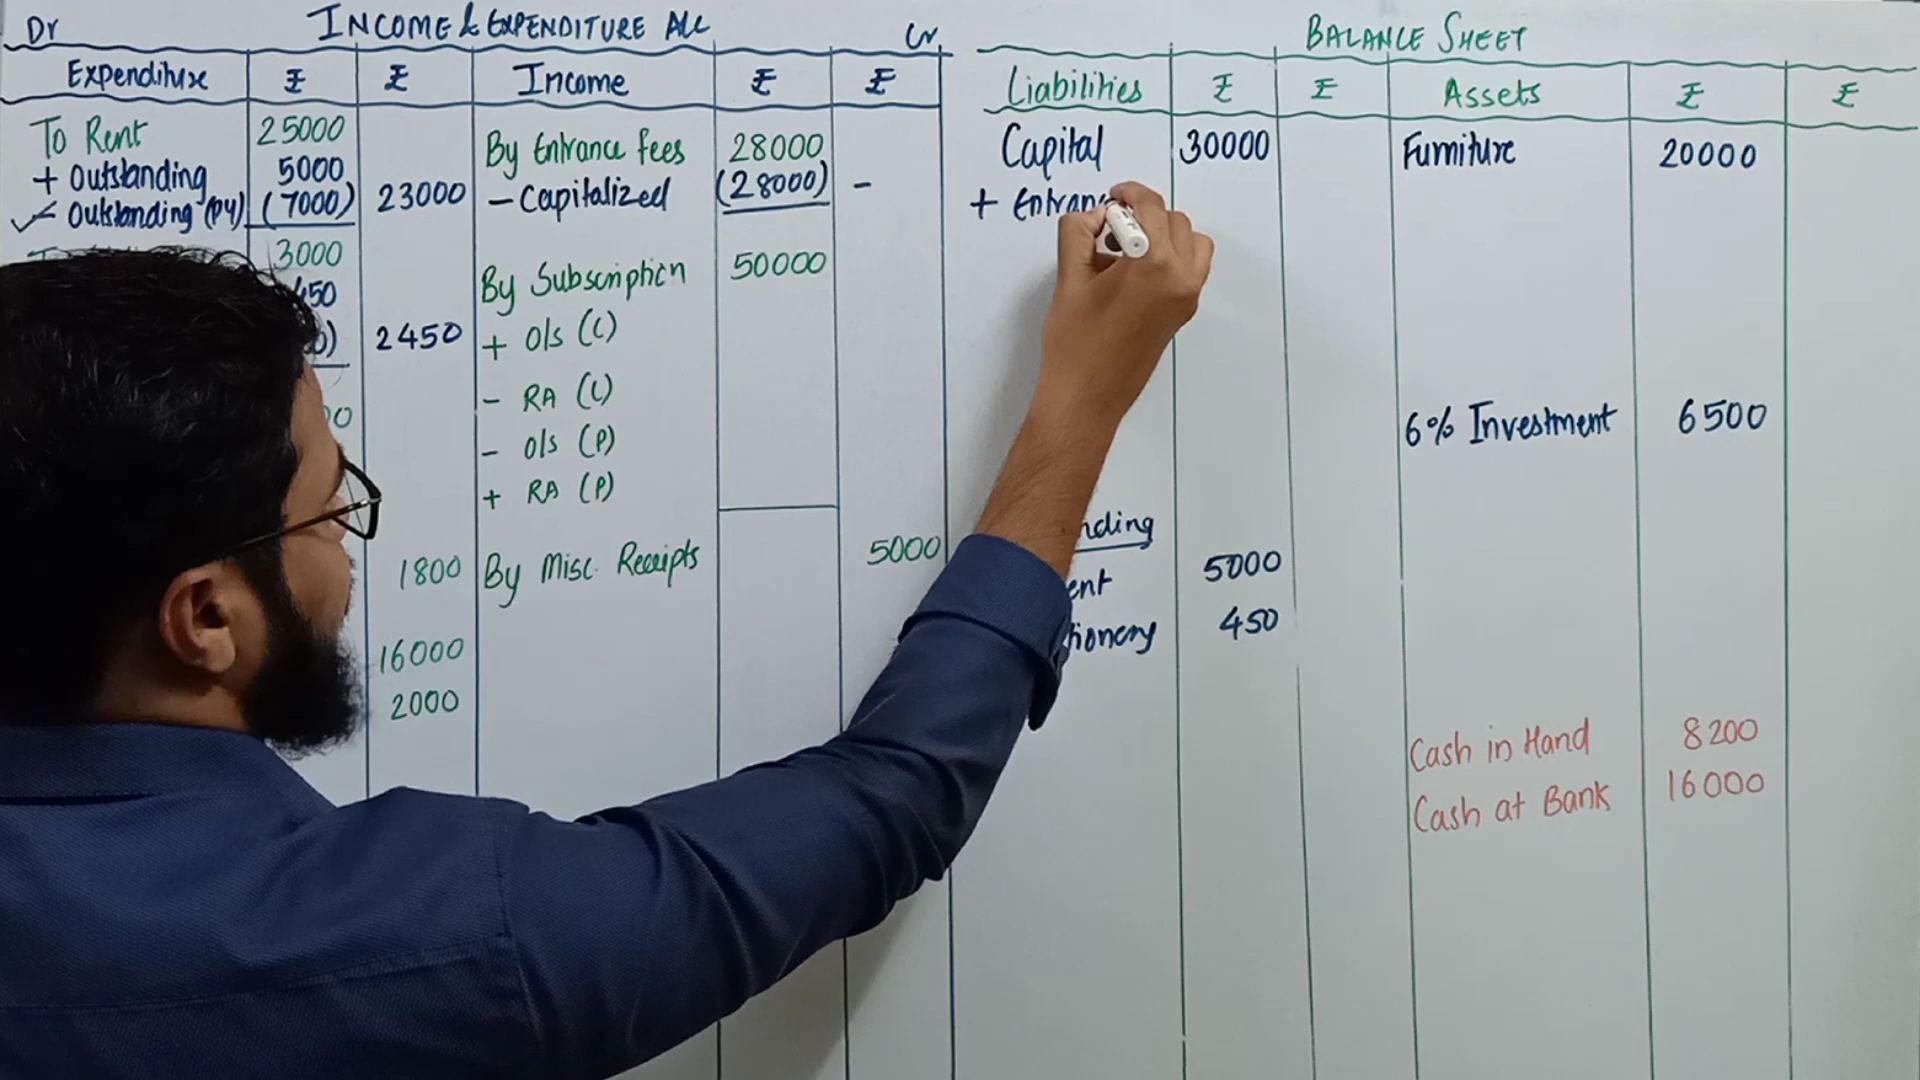 Dr INCOME & EXPENDITURE A/C Cr.
Expenditure ₹ ₹ Income ₹ ₹
To Rent 25000
+ Outstanding 5000
- Outstanding (PY) (7000) 23000
3000
450
2450
1800
16000
2000
By Entrance fees 28000
- Capitalized (28000) -
By Subscription 50000
+ O/s (C)
- RA (C)
- O/s (P)
+ RA (P)
By Misc. Receipts 5000
BALANCE SHEET
Liabilities ₹ ₹ Assets ₹ ₹
Capital 30000
+ Entranc
nding
ent 5000
tionery 450
Furniture 20000
6% Investment 6500
Cash in Hand 8200
Cash at Bank 16000